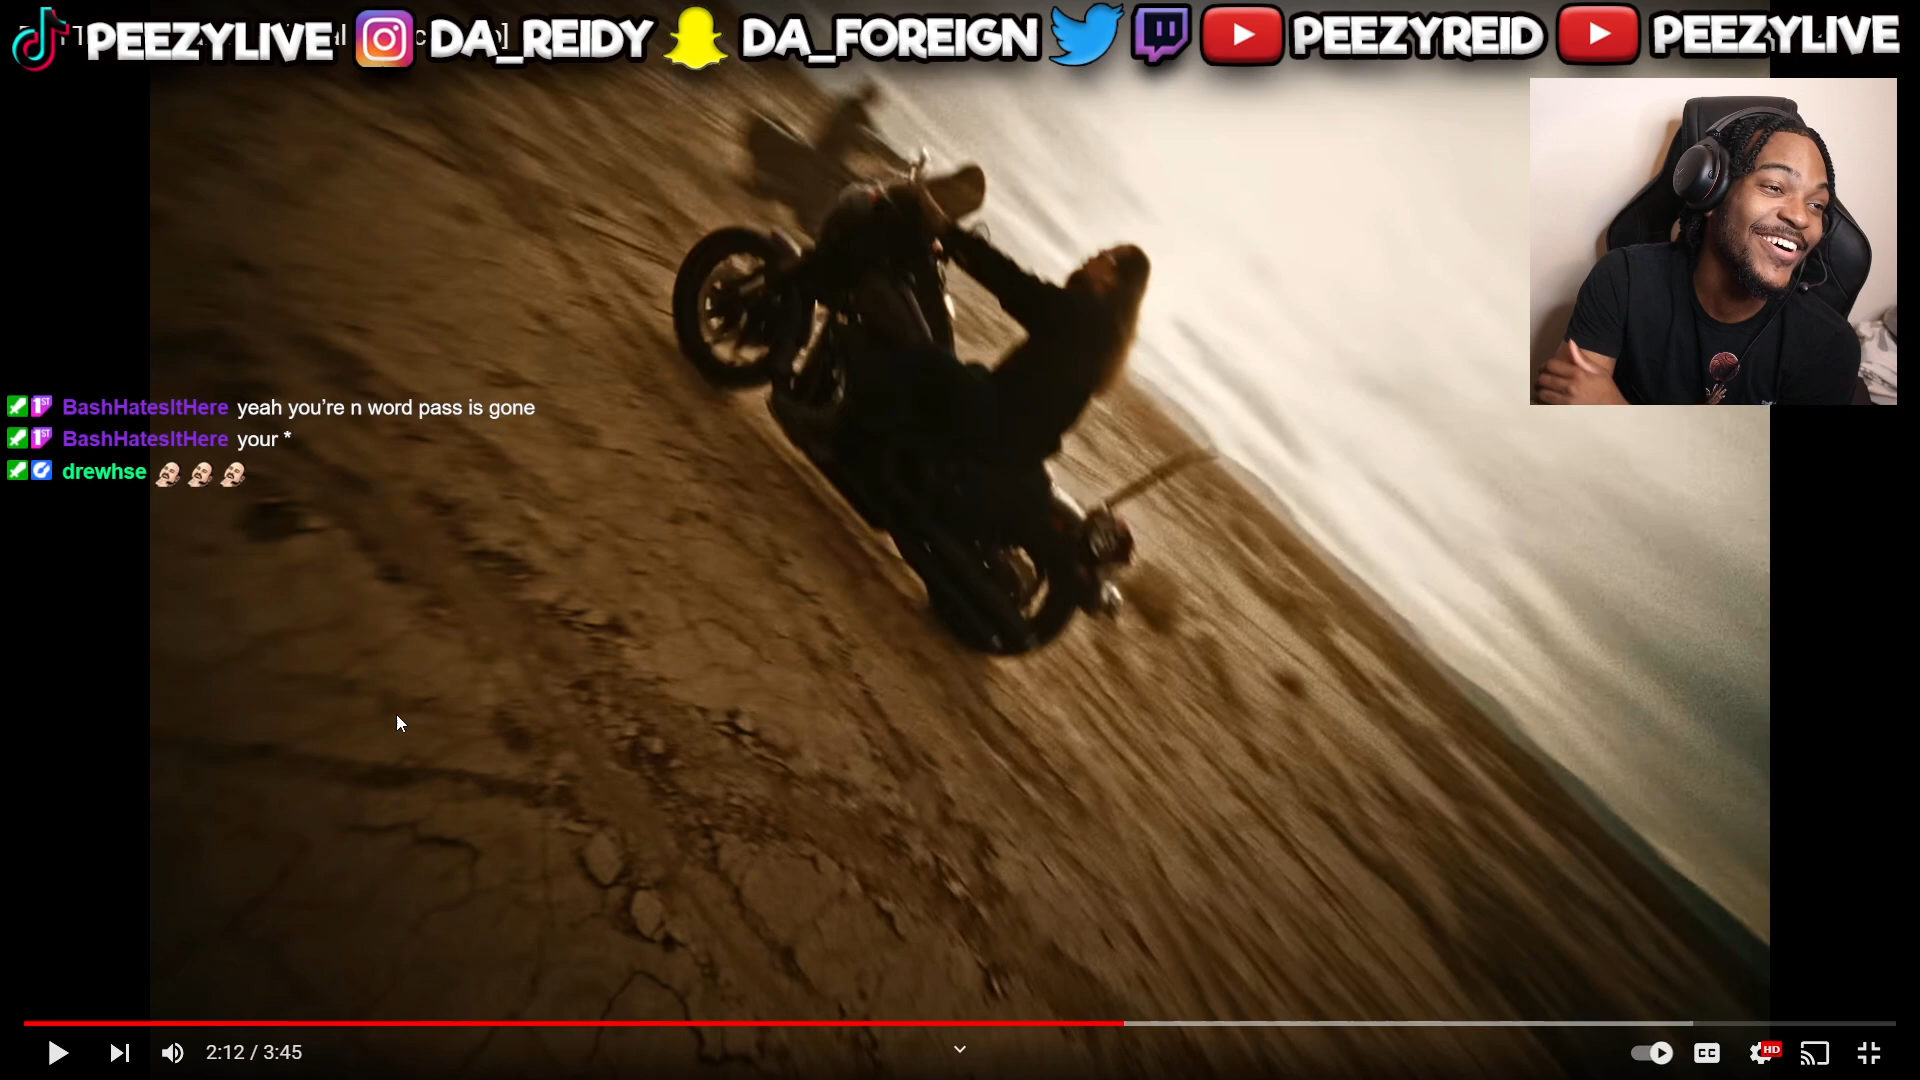 PEEZYLIVE DA_REIDY DA_FOREIGN PEEZYREID PEEZYLIVE
BashHatesItHere yeah you're n word pass is gone
BashHatesItHere your *
drewhse
2:12 / 3:45
CC
HD